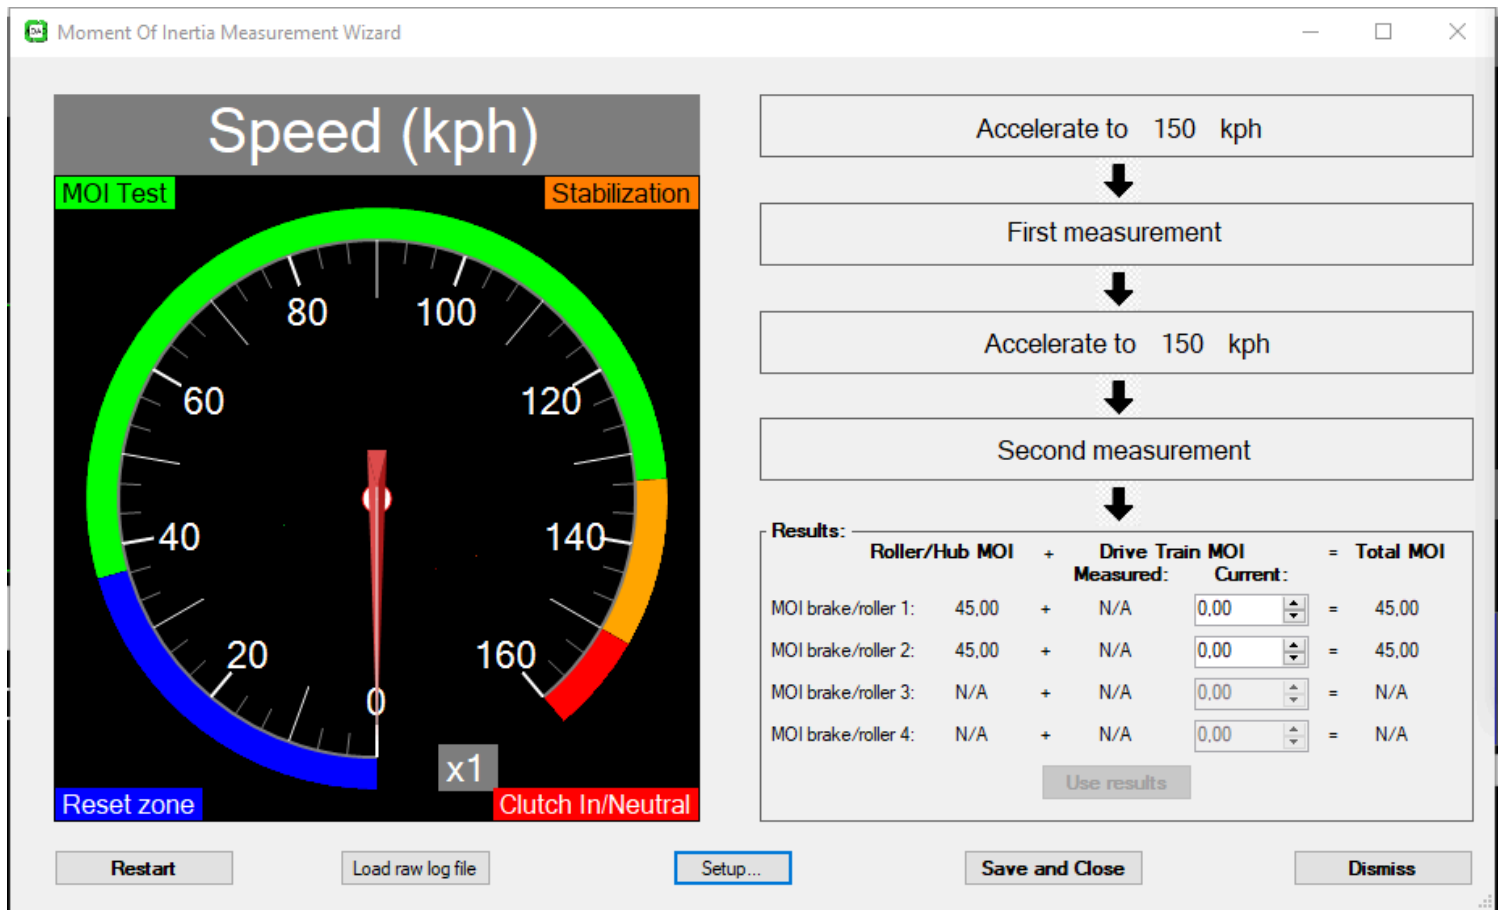 Moment Of Inertia Measurement Wizard
Speed (kph)
MOI Test
Stabilization
80
100
60
120
40
140
20
160
0
x1
Reset zone
Clutch In/Neutral
Accelerate to 150 kph
First measurement
Accelerate to 150 kph
Second measurement
Results:
Roller/Hub MOI + Drive Train MOI = Total MOI
Measured: Current:
MOI brake/roller 1: 45,00 + N/A 0,00 = 45,00
MOI brake/roller 2: 45,00 + N/A 0,00 = 45,00
MOI brake/roller 3: N/A + N/A 0,00 = N/A
MOI brake/roller 4: N/A + N/A 0,00 = N/A
Use results
Restart
Load raw log file
Setup...
Save and Close
Dismiss